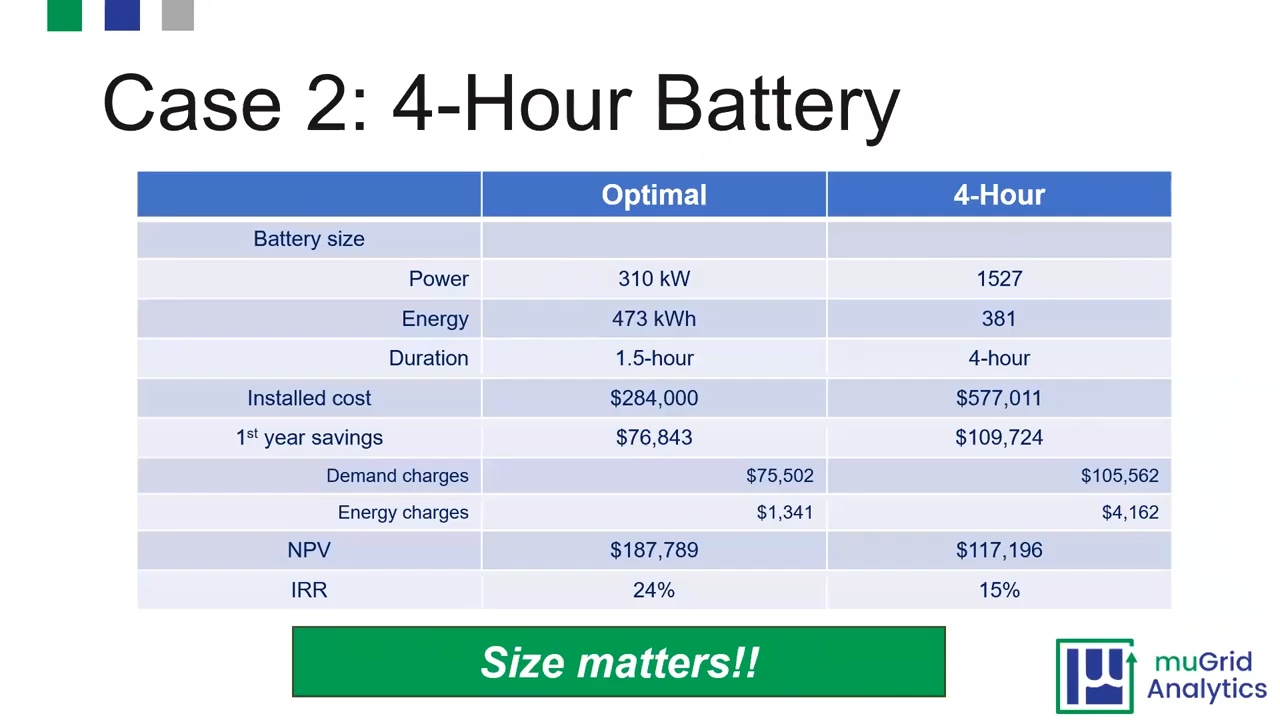 Case 2: 4-Hour Battery
Optimal 4-Hour
Battery size
Power 310 kW 1527
Energy 473 kWh 381
Duration 1.5-hour 4-hour
Installed cost $284,000 $577,011
1st year savings $76,843 $109,724
Demand charges $75,502 $105,562
Energy charges $1,341 $4,162
NPV $187,789 $117,196
IRR 24% 15%
Size matters!!
muGrid
Analytics